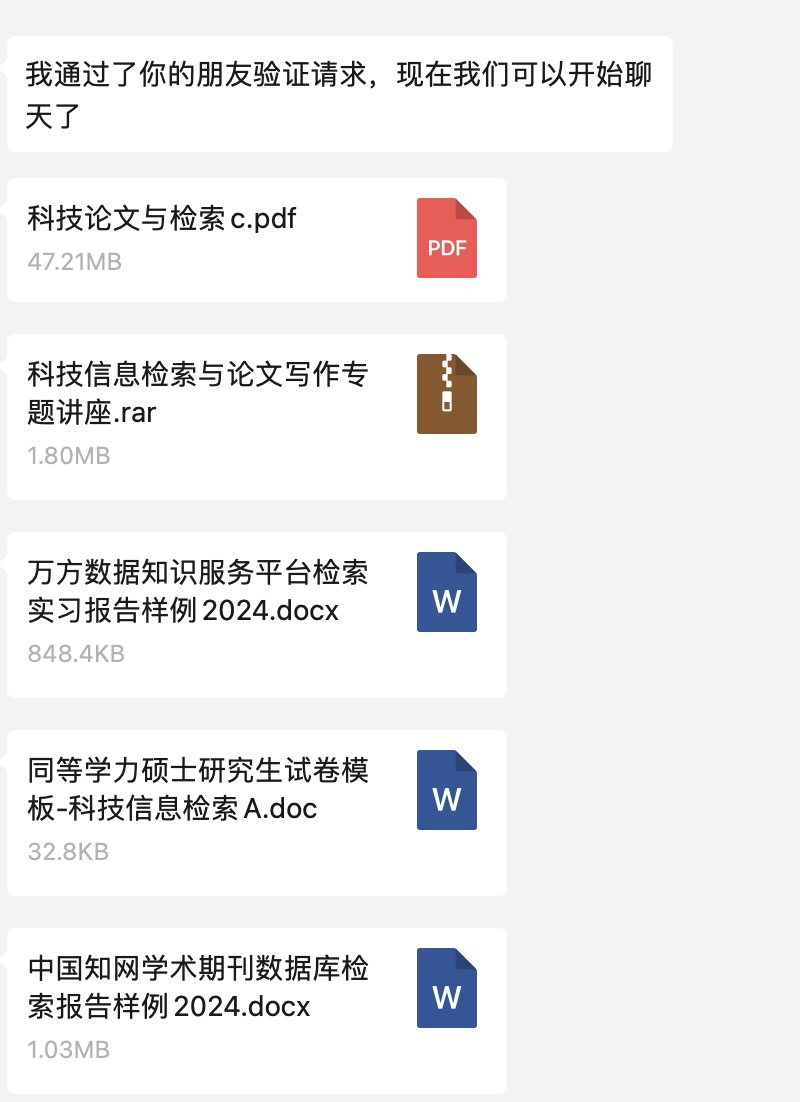 我通过了你的朋友验证请求，现在我们可以开始聊
天了
科技论文与检索c.pdf
47.21MB
PDF
科技信息检索与论文写作专
题讲座.rar
1.80MB
万方数据知识服务平台检索
实习报告样例2024.docx
848.4KB
W
同等学力硕士研究生试卷模
板-科技信息检索A.doc
32.8KB
W
中国知网学术期刊数据库检
索报告样例2024.docx
1.03MB
W